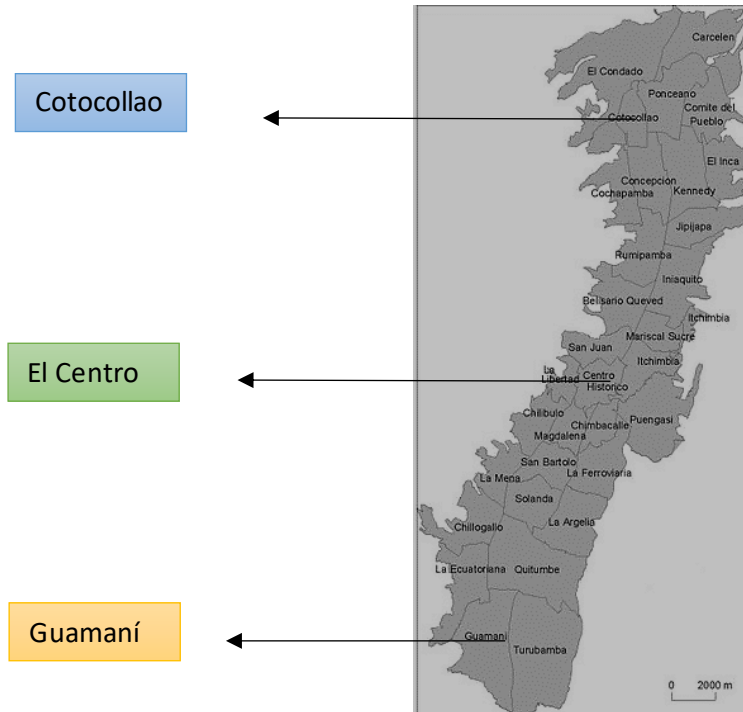 Cotocollao
El Centro
Guamaní
Carcelen
El Condado
Ponceano
Comite del
Pueblo
Cotocollao
El Inca
Concepción
Kennedy
Cochapamba
Jipijapa
Rumipamba
Iniaquito
Belisario Queved
Itchimbia
Mariscal Sucre
San Juan
Itchimbia
La
Libertad
Centro
Historico
Chilibulo
Puengasi
Chimbacalle
Magdalena
San Bartolo
La Ferroviaria
La Mena
Solanda
La Argelia
Chillogallo
La Ecuatoriana
Quitumbe
Guamaní
Turubamba
0 2000 m